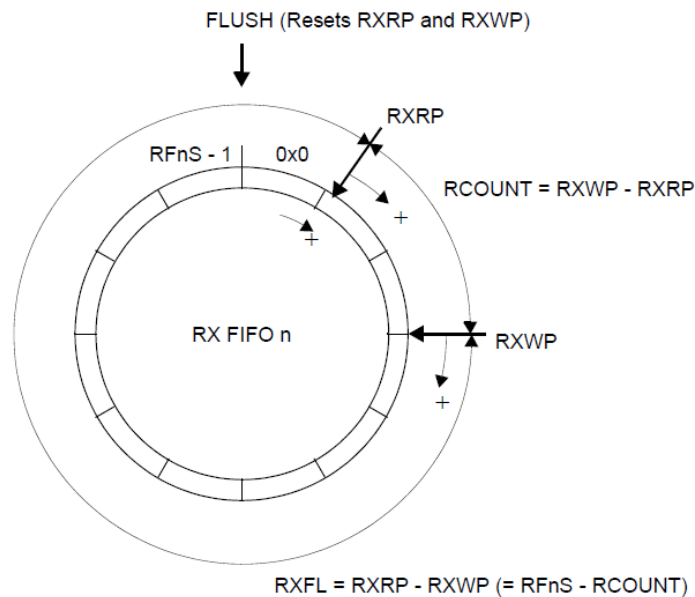 FLUSH (Resets RXRP and RXWP)
RXRP
RFnS - 1 0x0
RCOUNT = RXWP - RXRP
+
+
RX FIFO n
RXWP
+
RXFL = RXRP - RXWP (= RFnS - RCOUNT)